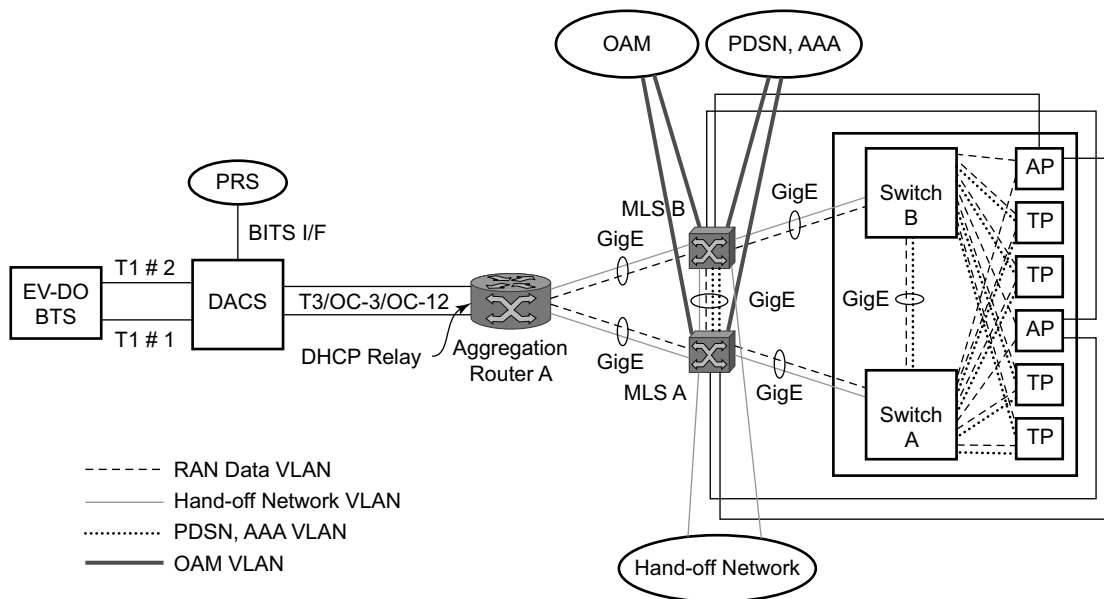 OAM
PDSN, AAA
PRS
BITS I/F
EV-DO
BTS
T1 # 2
T1 # 1
DACS
T3/OC-3/OC-12
DHCP Relay
Aggregation
Router A
GigE
GigE
MLS B
MLS A
GigE
GigE
GigE
Switch
B
GigE
Switch
A
AP
TP
TP
AP
TP
TP
RAN Data VLAN
Hand-off Network VLAN
PDSN, AAA VLAN
OAM VLAN
Hand-off Network